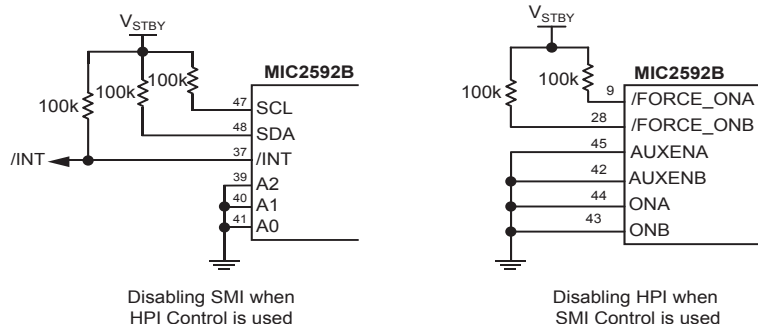 VSTBY
100k
100k
100k
MIC2592B
47 SCL
48 SDA
37 /INT
/INT
39 A2
40 A1
41 A0
Disabling SMI when
HPI Control is used
VSTBY
100k
100k
MIC2592B
9 /FORCE_ONA
28 /FORCE_ONB
45 AUXENA
42 AUXENB
44 ONA
43 ONB
Disabling HPI when
SMI Control is used